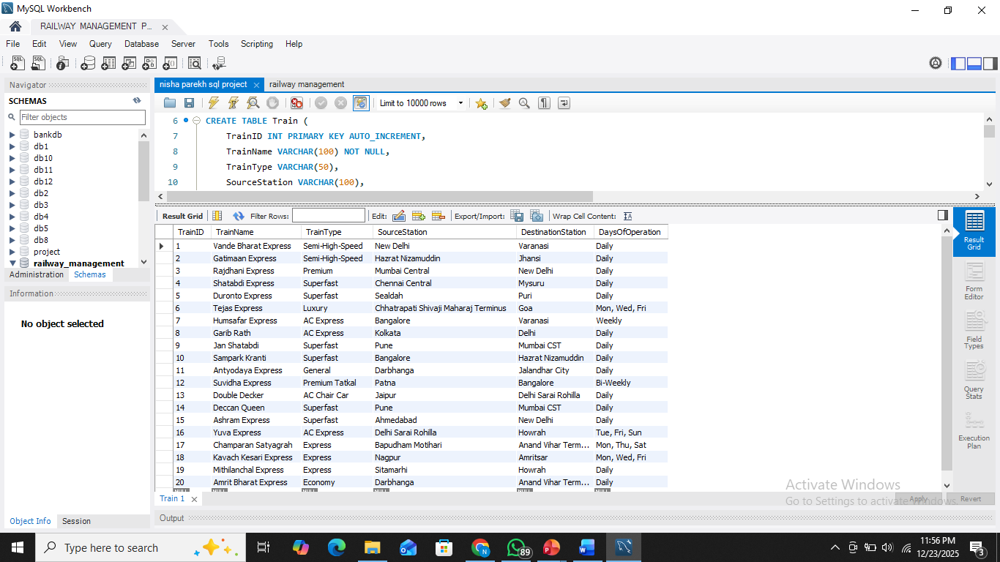 MySQL Workbench
RAILWAY MANAGEMENT P...
File Edit View Query Database Server Tools Scripting Help
Navigator
SCHEMAS
Filter objects
bankdb
db1
db10
db11
db12
db2
db3
db4
db5
db8
project
railway_management
Administration Schemas
Information
No object selected
Object Info Session
nisha parekh sql project railway management
Limit to 10000 rows
6 CREATE TABLE Train (
7 TrainID INT PRIMARY KEY AUTO_INCREMENT,
8 TrainName VARCHAR(100) NOT NULL,
9 TrainType VARCHAR(50),
10 SourceStation VARCHAR(100),
Result Grid Filter Rows: Edit: Export/Import: Wrap Cell Content:
TrainID TrainName TrainType SourceStation DestinationStation DaysOfOperation
1 Vande Bharat Express Semi-High-Speed New Delhi Varanasi Daily
2 Gatimaan Express Semi-High-Speed Hazrat Nizamuddin Jhansi Daily
3 Rajdhani Express Premium Mumbai Central New Delhi Daily
4 Shatabdi Express Superfast Chennai Central Mysuru Daily
5 Duronto Express Superfast Sealdah Puri Daily
6 Tejas Express Luxury Chhatrapati Shivaji Maharaj Terminus Goa Mon, Wed, Fri
7 Humsafar Express AC Express Bangalore Varanasi Weekly
8 Garib Rath AC Express Kolkata Delhi Daily
9 Jan Shatabdi Superfast Pune Mumbai CST Daily
10 Sampark Kranti Superfast Bangalore Hazrat Nizamuddin Daily
11 Antyodaya Express General Darbhanga Jalandhar City Daily
12 Suvidha Express Premium Tatkal Patna Bangalore Bi-Weekly
13 Double Decker AC Chair Car Jaipur Delhi Sarai Rohilla Daily
14 Deccan Queen Superfast Pune Mumbai CST Daily
15 Ashram Express Superfast Ahmedabad New Delhi Daily
16 Yuva Express AC Express Delhi Sarai Rohilla Howrah Tue, Fri, Sun
17 Champaran Satyagrah Express Bapudham Motihari Anand Vihar Term... Mon, Thu, Sat
18 Kavach Kesari Express Express Nagpur Amritsar Mon, Wed, Fri
19 Mithilanchal Express Express Sitamarhi Howrah Daily
20 Amrit Bharat Express Economy Darbhanga Anand Vihar Term... Daily
Result
Grid
Form
Editor
Field
Types
Query
Stats
Execution
Plan
Train 1
Apply Revert
Activate Windows
Go to Settings to activate Windows.
Output
Type here to search
89
11:56 PM
12/23/2025
3